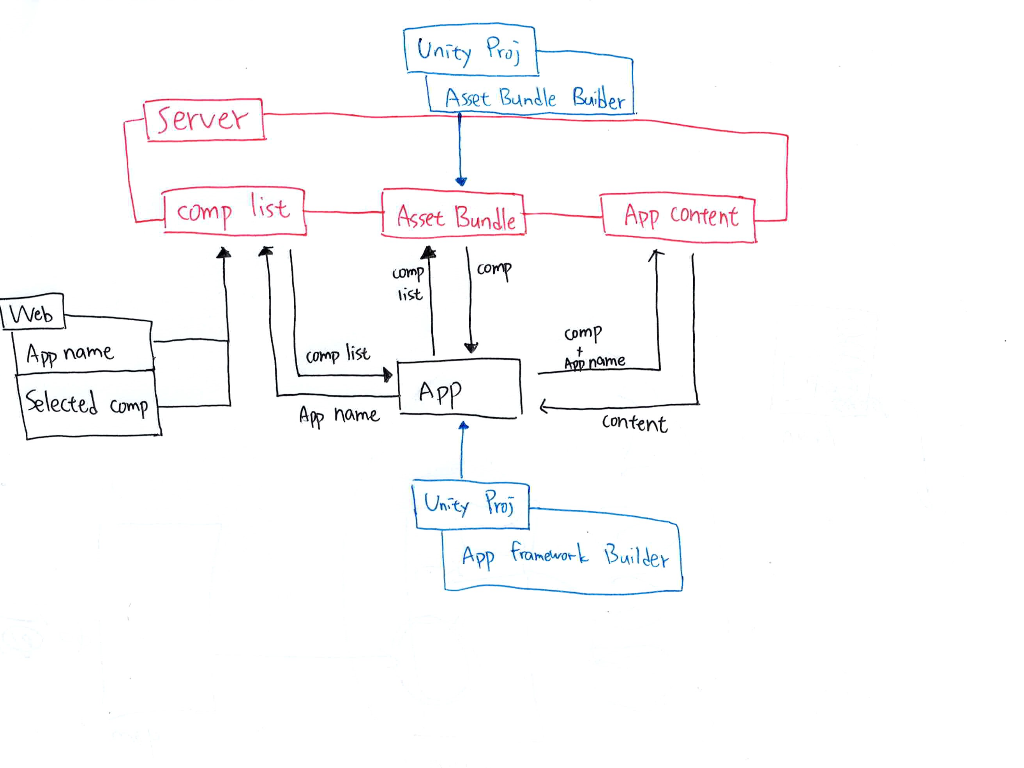 Unity Proj
Asset Bundle Builder
Server
comp list
Asset Bundle
App content
comp
list
comp
Web
App name
Selected comp
comp list
App name
App
comp
+
App name
content
Unity Proj
App framework Builder